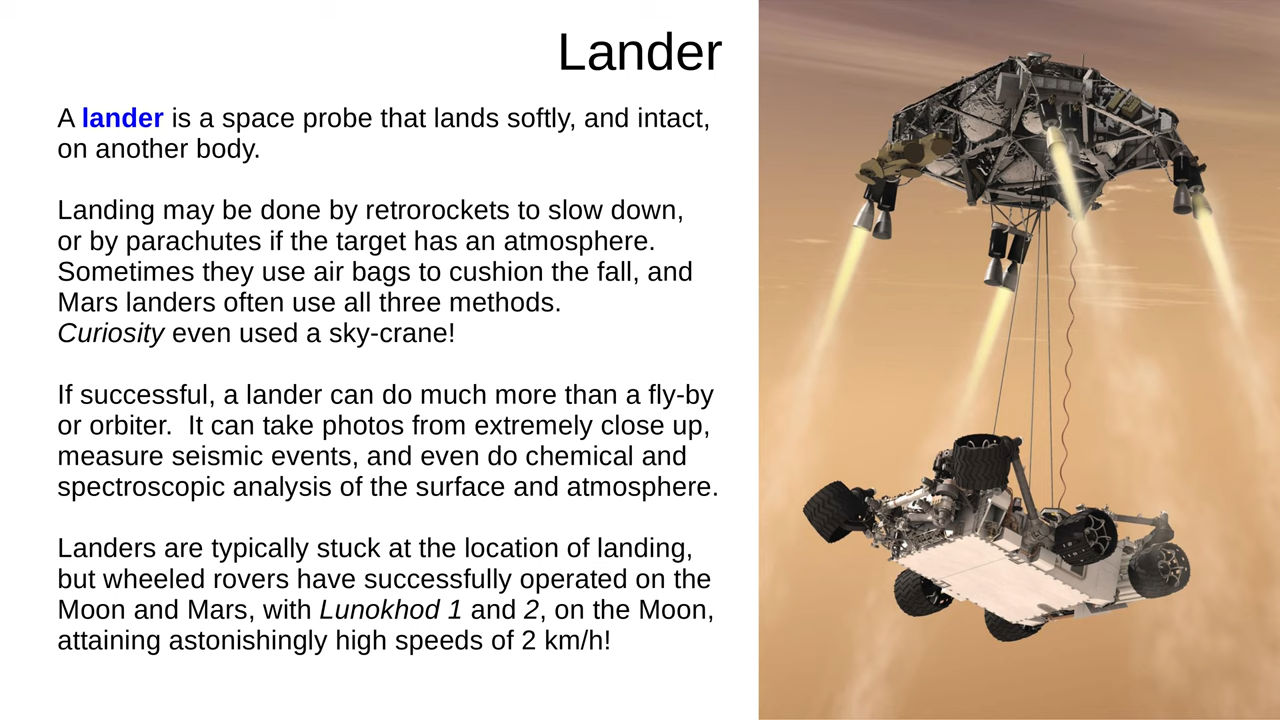 Lander
A lander is a space probe that lands softly, and intact,
on another body.
Landing may be done by retrorockets to slow down,
or by parachutes if the target has an atmosphere.
Sometimes they use air bags to cushion the fall, and
Mars landers often use all three methods.
Curiosity even used a sky-crane!
If successful, a lander can do much more than a fly-by
or orbiter.  It can take photos from extremely close up,
measure seismic events, and even do chemical and
spectroscopic analysis of the surface and atmosphere.
Landers are typically stuck at the location of landing,
but wheeled rovers have successfully operated on the
Moon and Mars, with Lunokhod 1 and 2, on the Moon,
attaining astonishingly high speeds of 2 km/h!